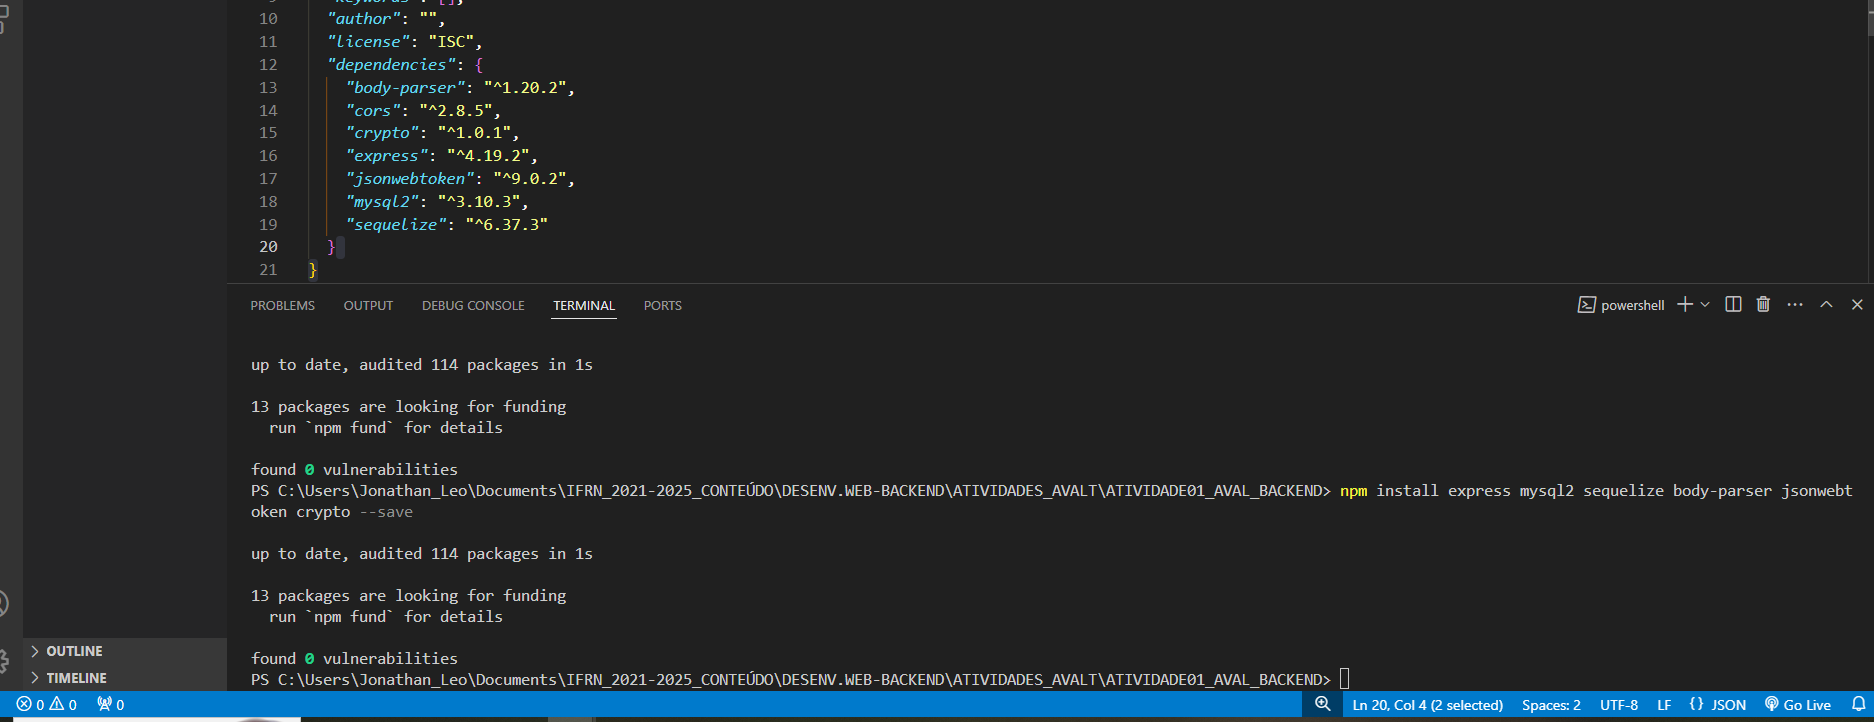 10 "author": "",
11 "license": "ISC",
12 "dependencies": {
13 "body-parser": "^1.20.2",
14 "cors": "^2.8.5",
15 "crypto": "^1.0.1",
16 "express": "^4.19.2",
17 "jsonwebtoken": "^9.0.2",
18 "mysql2": "^3.10.3",
19 "sequelize": "^6.37.3"
20 }
21 }
PROBLEMS OUTPUT DEBUG CONSOLE TERMINAL PORTS powershell
up to date, audited 114 packages in 1s
13 packages are looking for funding
run `npm fund` for details
found 0 vulnerabilities
PS C:\Users\Jonathan_Leo\Documents\IFRN_2021-2025_CONTEÚDO\DESENV.WEB-BACKEND\ATIVIDADES_AVALT\ATIVIDADE01_AVAL_BACKEND> npm install express mysql2 sequelize body-parser jsonwebt
oken crypto --save
up to date, audited 114 packages in 1s
13 packages are looking for funding
run `npm fund` for details
found 0 vulnerabilities
PS C:\Users\Jonathan_Leo\Documents\IFRN_2021-2025_CONTEÚDO\DESENV.WEB-BACKEND\ATIVIDADES_AVALT\ATIVIDADE01_AVAL_BACKEND>
OUTLINE
TIMELINE
0 0 0 Ln 20, Col 4 (2 selected) Spaces: 2 UTF-8 LF {} JSON Go Live